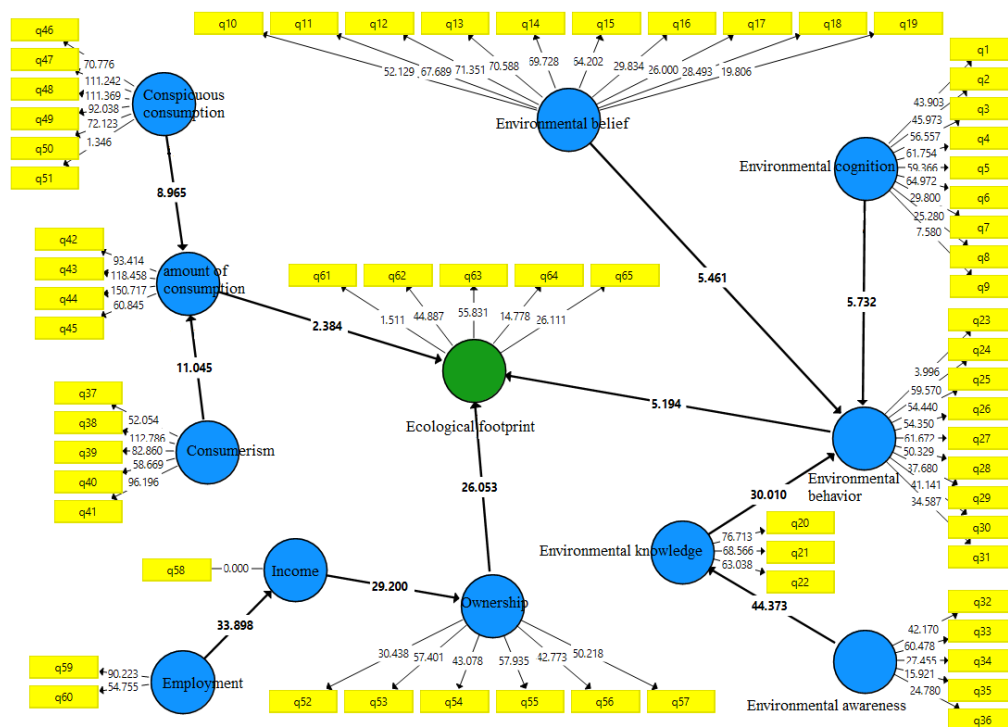 q10
q11
q12
q13
q14
q15
q16
q17
q18
q19
52.129
67.689
71.351
70.588
69.728
54.202
29.834
26.000
28.493
19.806
Environmental belief
q46
q47
q48
q49
q50
q51
70.776
111.242
111.369
92.038
72.123
1.346
Conspicuous
consumption
8.965
q1
q2
q3
q4
q5
q6
q7
q8
q9
43.903
45.973
56.557
61.754
59.366
64.972
29.800
25.280
7.580
Environmental cognition
5.461
5.732
q42
q43
q44
q45
93.414
118.458
150.717
60.845
amount of
consumption
2.384
q61
q62
q63
q64
q65
1.511
44.887
55.831
14.778
26.111
Ecological footprint
11.045
5.194
q37
q38
q39
q40
q41
52.054
112.786
82.860
58.669
96.196
Consumerism
26.053
q23
q24
q25
q26
q27
q28
q29
q30
q31
3.996
59.570
54.440
54.350
61.672
50.329
37.680
41.141
34.587
Environmental
behavior
30.010
q20
q21
q22
76.713
68.566
63.038
Environmental knowledge
44.373
q58
0.000
Income
29.200
Ownership
33.898
q59
q60
90.223
54.755
Employment
30.438
57.401
43.078
57.935
42.773
50.218
q52
q53
q54
q55
q56
q57
q32
q33
q34
q35
q36
42.170
60.478
27.455
15.921
24.780
Environmental awareness